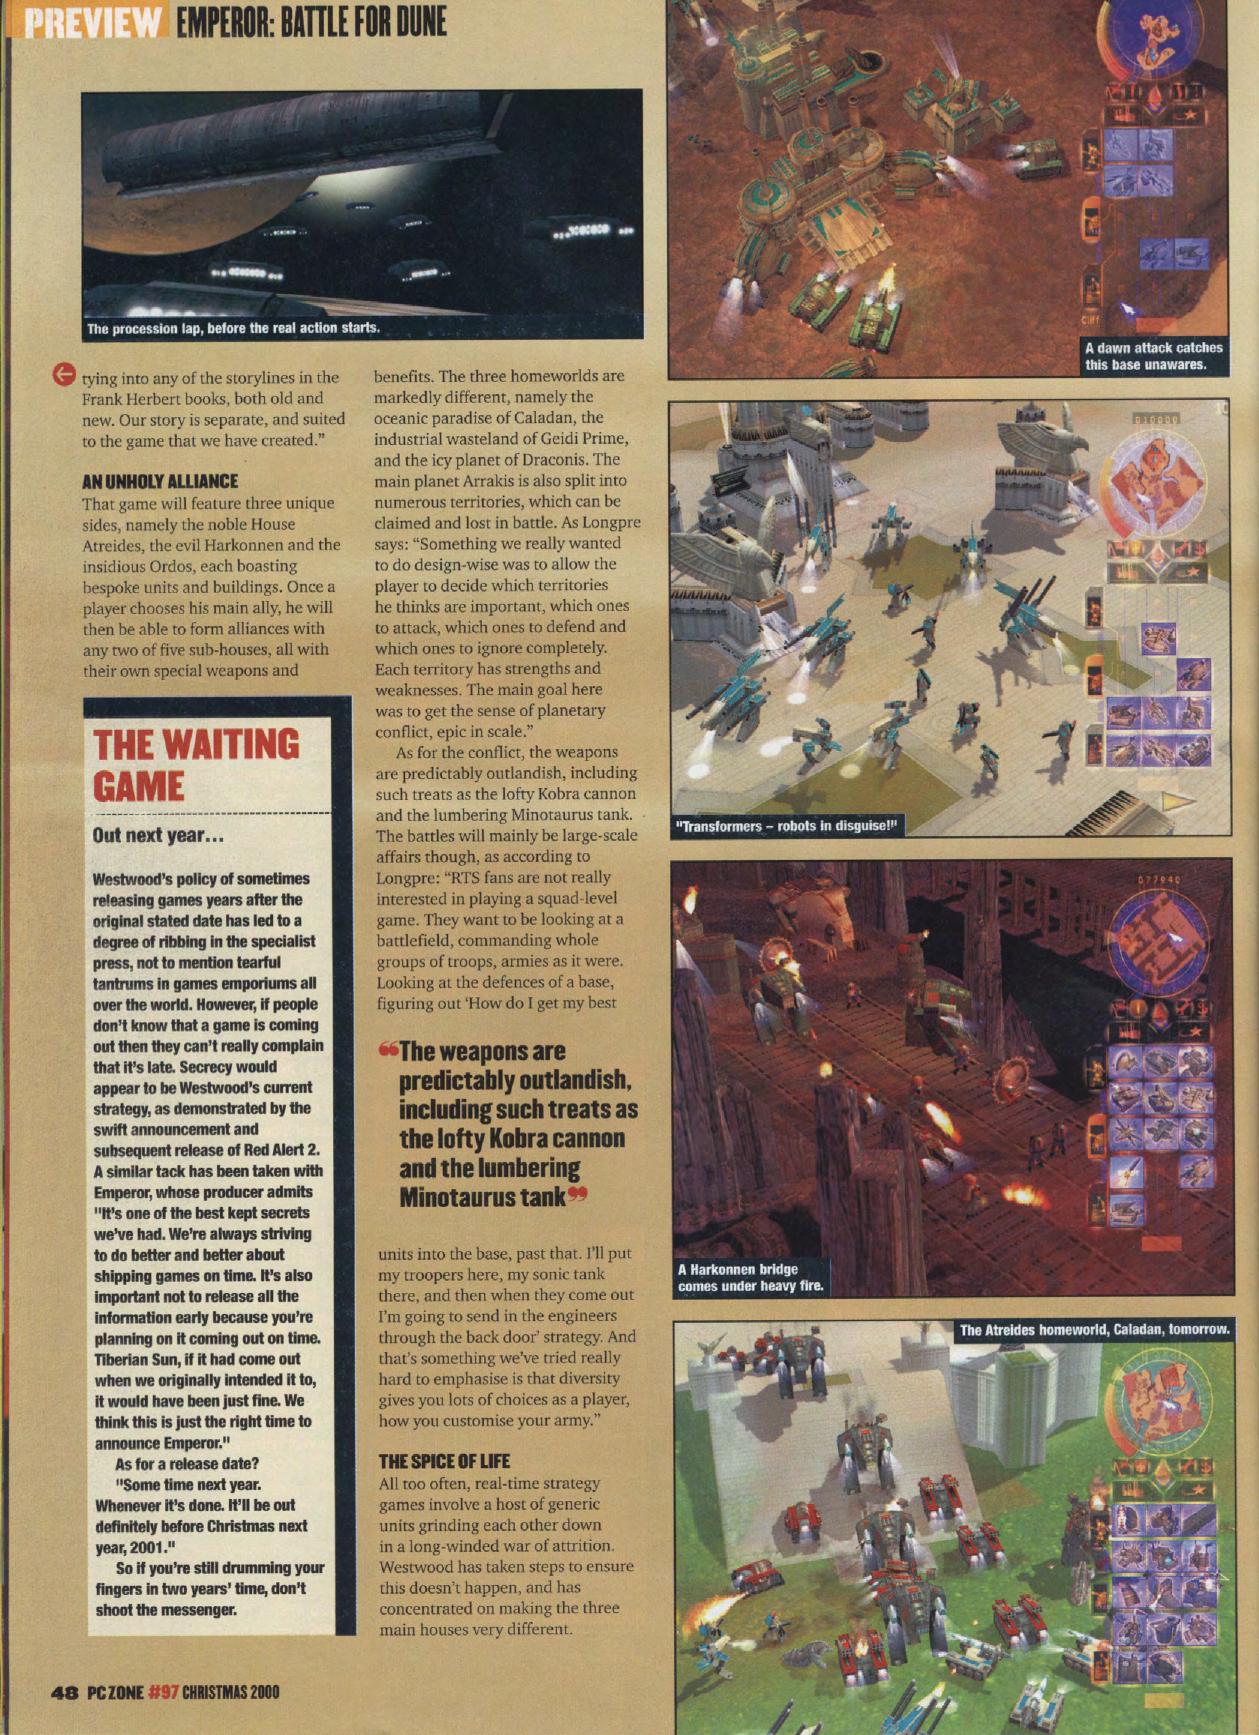 PREVIEW EMPEROR: BATTLE FOR DUNE
The procession lap, before the real action starts.
tying into any of the storylines in the
Frank Herbert books, both old and
new. Our story is separate, and suited
to the game that we have created.”
AN UNHOLY ALLIANCE
That game will feature three unique
sides, namely the noble House
Atreides, the evil Harkonnen and the
insidious Ordos, each boasting
bespoke units and buildings. Once a
player chooses his main ally, he will
then be able to form alliances with
any two of five sub-houses, all with
their own special weapons and
THE WAITING
GAME
Out next year...
Westwood's policy of sometimes
releasing games years after the
original stated date has led to a
degree of ribbing in the specialist
press, not to mention tearful
tantrums in games emporiums all
over the world. However, if people
don't know that a game is coming
out then they can't really complain
that it's late. Secrecy would
appear to be Westwood's current
strategy, as demonstrated by the
swift announcement and
subsequent release of Red Alert 2.
A similar tack has been taken with
Emperor, whose producer admits
"It's one of the best kept secrets
we've had. We're always striving
to do better and better about
shipping games on time. It's also
important not to release all the
information early because you're
planning on it coming out on time.
Tiberian Sun, if it had come out
when we originally intended it to,
it would have been just fine. We
think this is just the right time to
announce Emperor."
As for a release date?
"Some time next year.
Whenever it's done. It'll be out
definitely before Christmas next
year, 2001."
So if you're still drumming your
fingers in two years' time, don't
shoot the messenger.
benefits. The three homeworlds are
markedly different, namely the
oceanic paradise of Caladan, the
industrial wasteland of Geidi Prime,
and the icy planet of Draconis. The
main planet Arrakis is also split into
numerous territories, which can be
claimed and lost in battle. As Longpre
says: “Something we really wanted
to do design-wise was to allow the
player to decide which territories
he thinks are important, which ones
to attack, which ones to defend and
which ones to ignore completely.
Each territory has strengths and
weaknesses. The main goal here
was to get the sense of planetary
conflict, epic in scale.”
As for the conflict, the weapons
are predictably outlandish, including
such treats as the lofty Kobra cannon
and the lumbering Minotaurus tank.
The battles will mainly be large-scale
affairs though, as according to
Longpre: “RTS fans are not really
interested in playing a squad-level
game. They want to be looking at a
battlefield, commanding whole
groups of troops, armies as it were.
Looking at the defences of a base,
figuring out ‘How do I get my best
“The weapons are
predictably outlandish,
including such treats as
the lofty Kobra cannon
and the lumbering
Minotaurus tank”
units into the base, past that. I’ll put
my troopers here, my sonic tank
there, and then when they come out
I’m going to send in the engineers
through the back door’ strategy. And
that’s something we’ve tried really
hard to emphasise is that diversity
gives you lots of choices as a player,
how you customise your army.”
THE SPICE OF LIFE
All too often, real-time strategy
games involve a host of generic
units grinding each other down
in a long-winded war of attrition.
Westwood has taken steps to ensure
this doesn’t happen, and has
concentrated on making the three
main houses very different.
Cliff
A dawn attack catches
this base unawares.
010000
"Transformers – robots in disguise!"
077940
A Harkonnen bridge
comes under heavy fire.
The Atreides homeworld, Caladan, tomorrow.
48 PCZONE #97 CHRISTMAS 2000